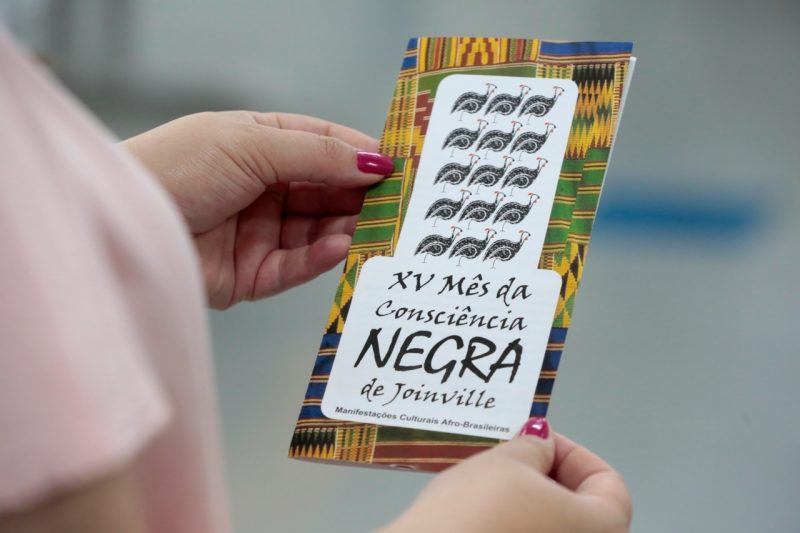 XV Mês da
Consciência
NEGRA
de Joinville
Manifestações Culturais Afro-Brasileiras